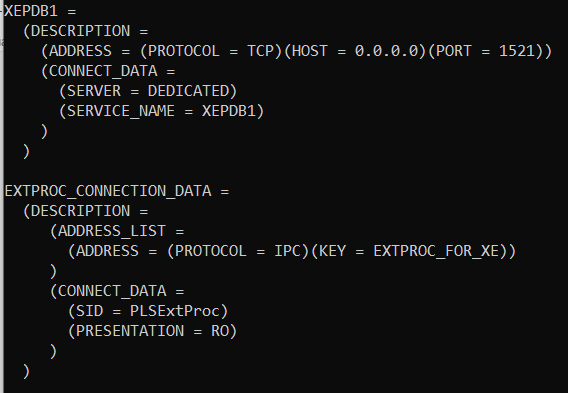 XEPDB1 =
  (DESCRIPTION =
    (ADDRESS = (PROTOCOL = TCP)(HOST = 0.0.0.0)(PORT = 1521))
    (CONNECT_DATA =
      (SERVER = DEDICATED)
      (SERVICE_NAME = XEPDB1)
    )
  )

EXTPROC_CONNECTION_DATA =
  (DESCRIPTION =
     (ADDRESS_LIST =
       (ADDRESS = (PROTOCOL = IPC)(KEY = EXTPROC_FOR_XE))
     )
     (CONNECT_DATA =
       (SID = PLSExtProc)
       (PRESENTATION = RO)
     )
  )